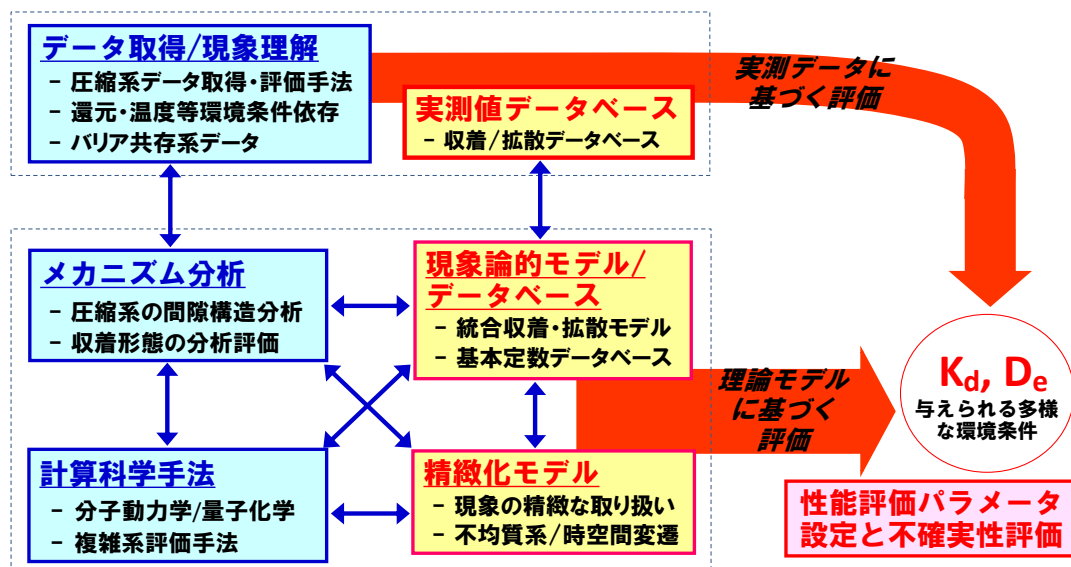 データ取得/現象理解
− 圧縮系データ取得・評価手法
− 還元・温度等環境条件依存
− バリア共存系データ
実測値データベース
− 収着/拡散データベース
実測データに
基づく評価
メカニズム分析
− 圧縮系の間隙構造分析
− 収着形態の分析評価
現象論的モデル/
データベース
− 統合収着・拡散モデル
− 基本定数データベース
理論モデル
に基づく
評価
Kd, De
与えられる多様
な環境条件
計算科学手法
− 分子動力学/量子化学
− 複雑系評価手法
精緻化モデル
− 現象の精緻な取り扱い
− 不均質系/時空間変遷
性能評価パラメータ
設定と不確実性評価